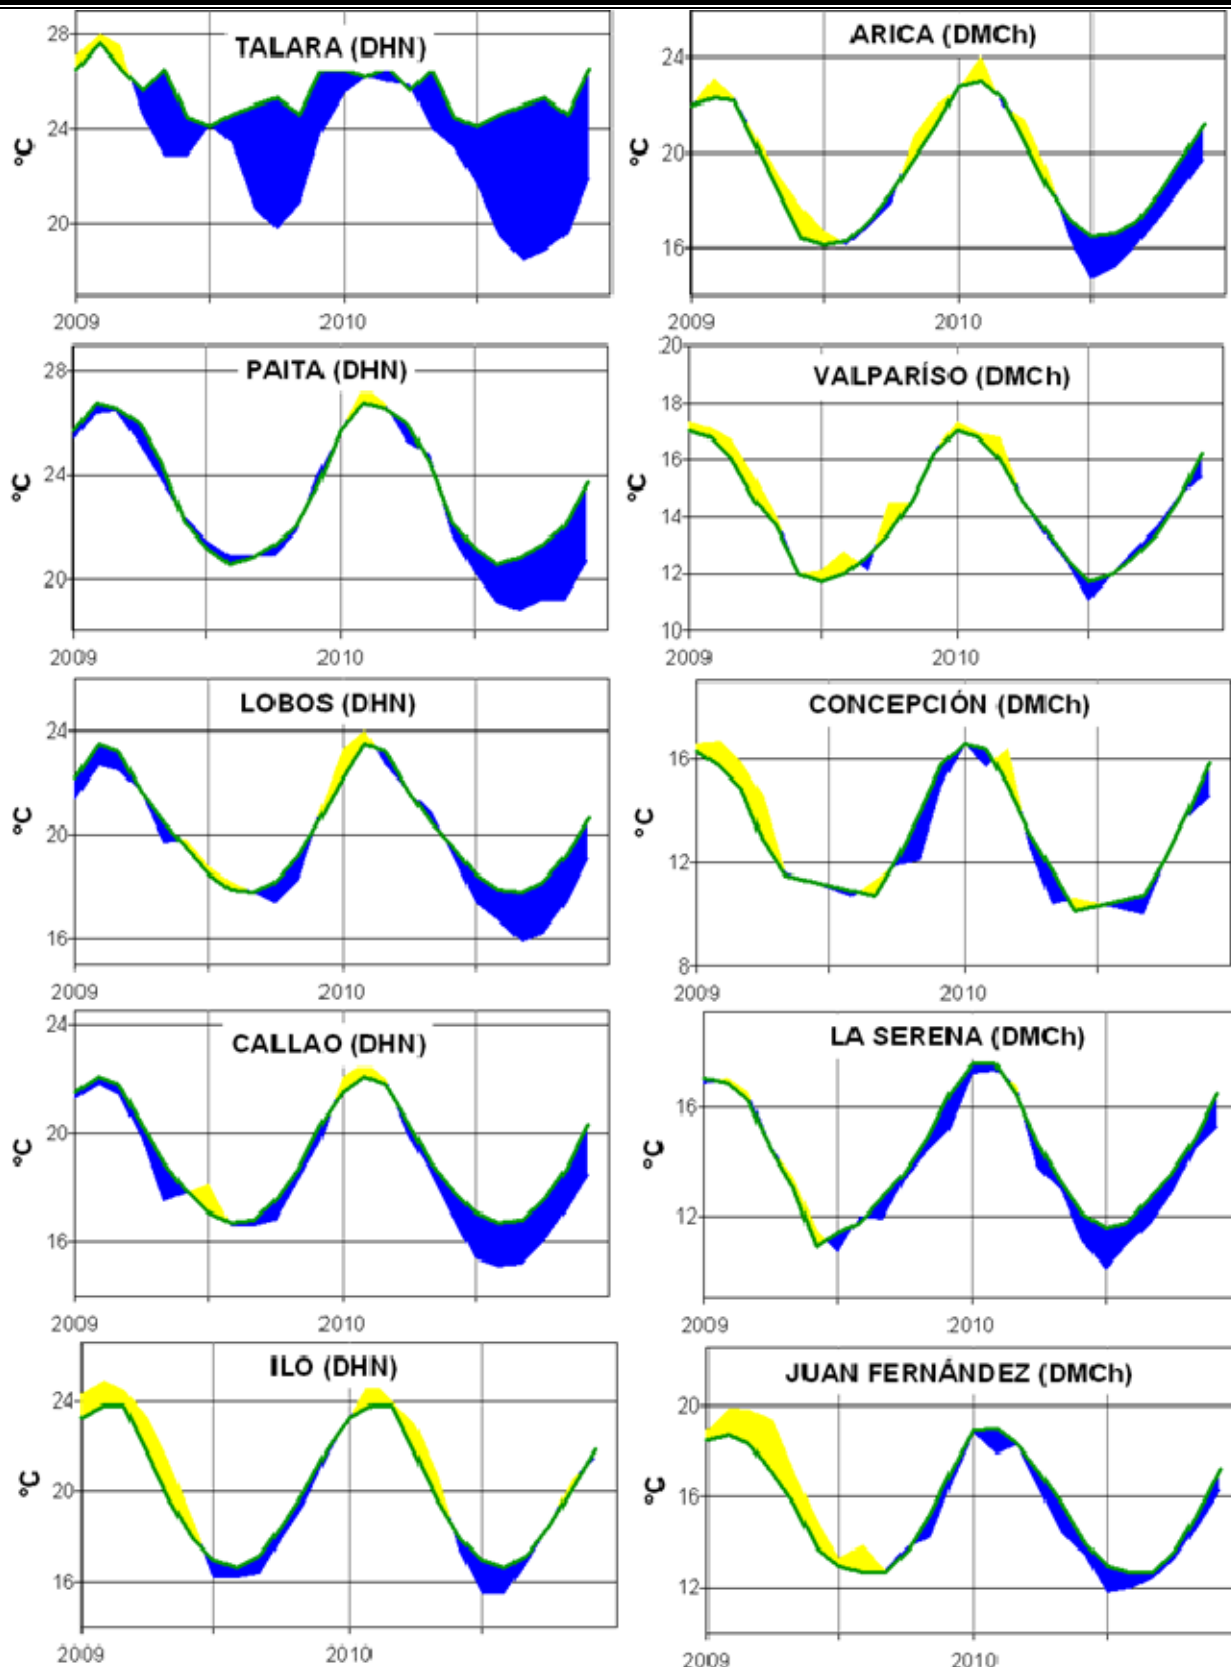 TALARA (DHN)
28
24
20
°C
2009
2010
ARICA (DMCh)
24
20
16
°C
2009
2010
PAITA (DHN)
28
24
20
°C
2009
2010
VALPARÍSO (DMCh)
20
18
16
14
12
10
°C
2009
2010
LOBOS (DHN)
24
20
16
°C
2009
2010
CONCEPCIÓN (DMCh)
16
12
8
°C
2009
2010
CALLAO (DHN)
24
20
16
°C
2009
2010
LA SERENA (DMCh)
16
12
°C
2009
2010
ILO (DHN)
24
20
16
°C
2009
2010
JUAN FERNÁNDEZ (DMCh)
20
16
12
°C
2009
2010